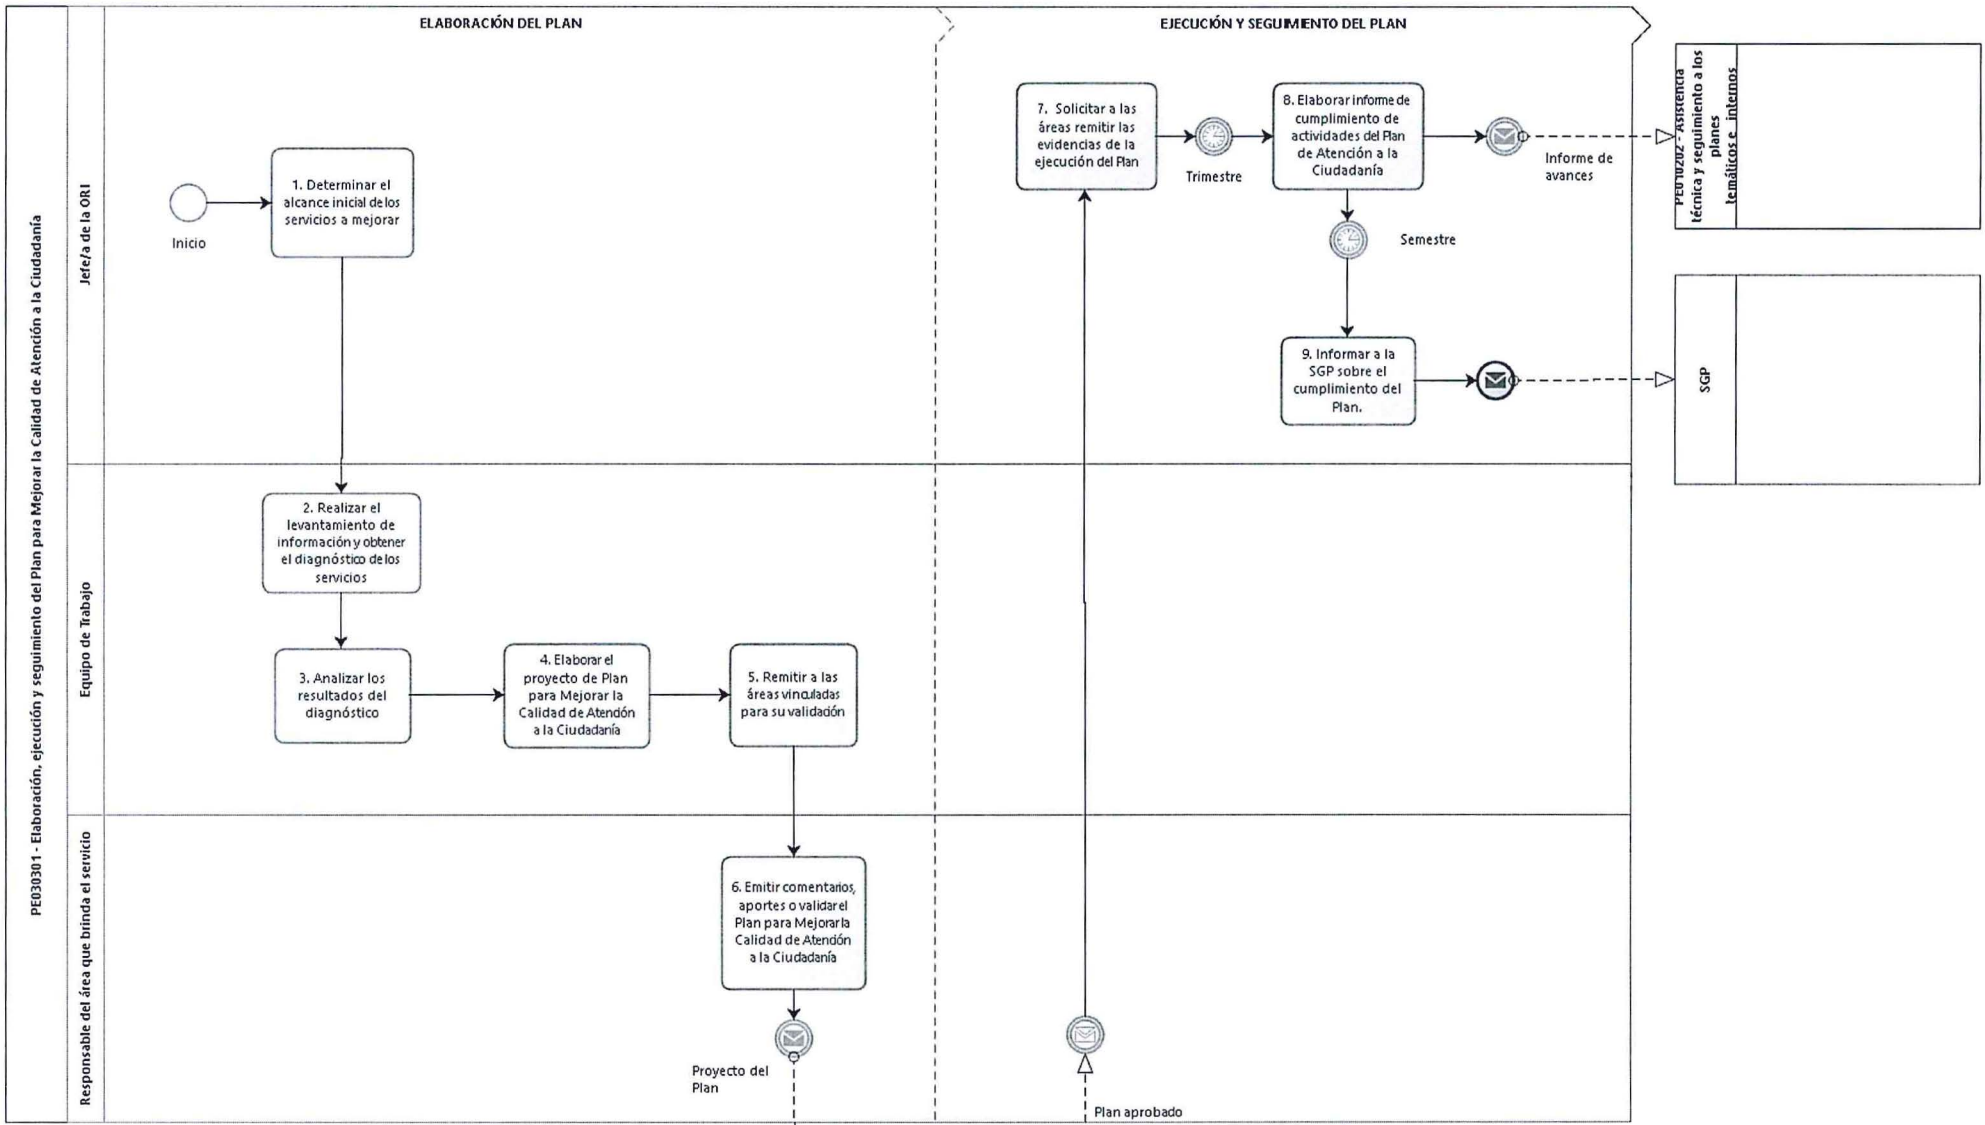 PE030301 - Elaboración, ejecución y seguimiento del Plan para Mejorar la Calidad de Atención a la Ciudadanía
ELABORACIÓN DEL PLAN
EJECUCIÓN Y SEGUIMIENTO DEL PLAN
Jefe/a de la ORI
Inicio
1. Determinar el
alcance inicial de los
servicios a mejorar
7. Solicitar a las
áreas remitir las
evidencias de la
ejecución del Plan
Trimestre
8. Elaborar informe de
cumplimiento de
actividades del Plan
de Atención a la
Ciudadanía
Informe de
avances
Semestre
9. Informar a la
SGP sobre el
cumplimiento del
Plan.
PE010202 - Asistencia
técnica y seguimiento a los
planes
temáticos e internos
SGP
Equipo de Trabajo
2. Realizar el
levantamiento de
información y obtener
el diagnóstico de los
servicios
3. Analizar los
resultados del
diagnóstico
4. Elaborar el
proyecto de Plan
para Mejorar la
Calidad de Atención
a la Ciudadanía
5. Remitir a las
áreas vinculadas
para su validación
Responsable del área que brinda el servicio
6. Emitir comentarios,
aportes o validar el
Plan para Mejorar la
Calidad de Atención
a la Ciudadanía
Proyecto del
Plan
Plan aprobado